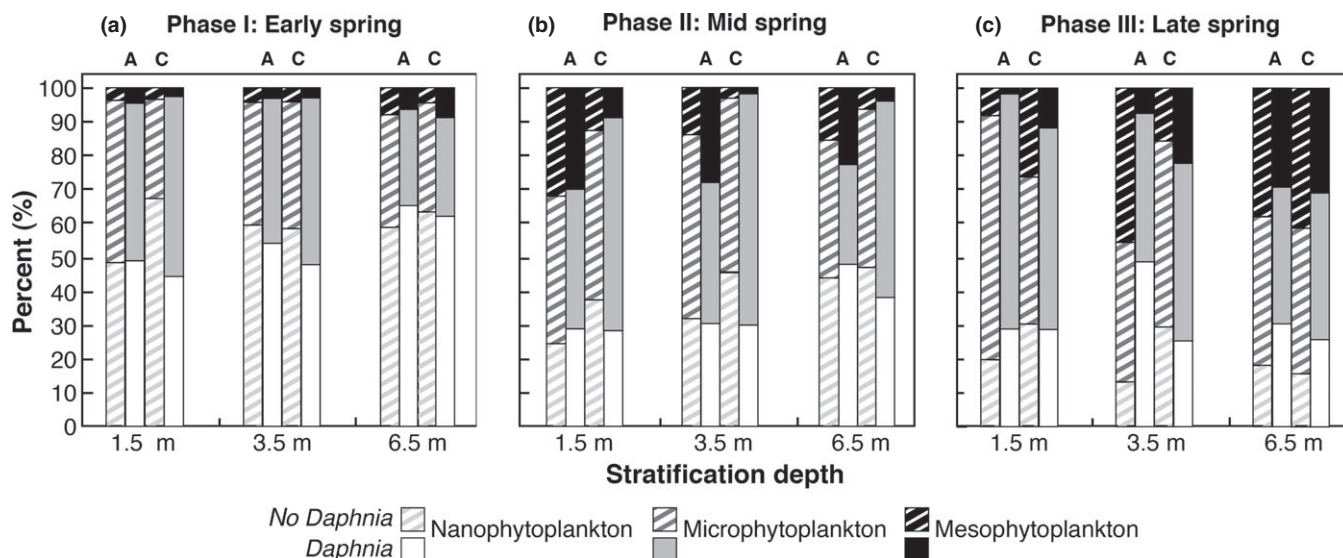 (a) Phase I: Early spring (b) Phase II: Mid spring (c) Phase III: Late spring
A C A C A C A C A C A C A C A C A C
100
90
80
70
60
50
40
30
20
10
0
Percent (%)
1.5 m 3.5 m 6.5 m 1.5 m 3.5 m 6.5 m 1.5 m 3.5 m 6.5 m
Stratification depth
No Daphnia Nanophytoplankton Microphytoplankton Mesophytoplankton
Daphnia